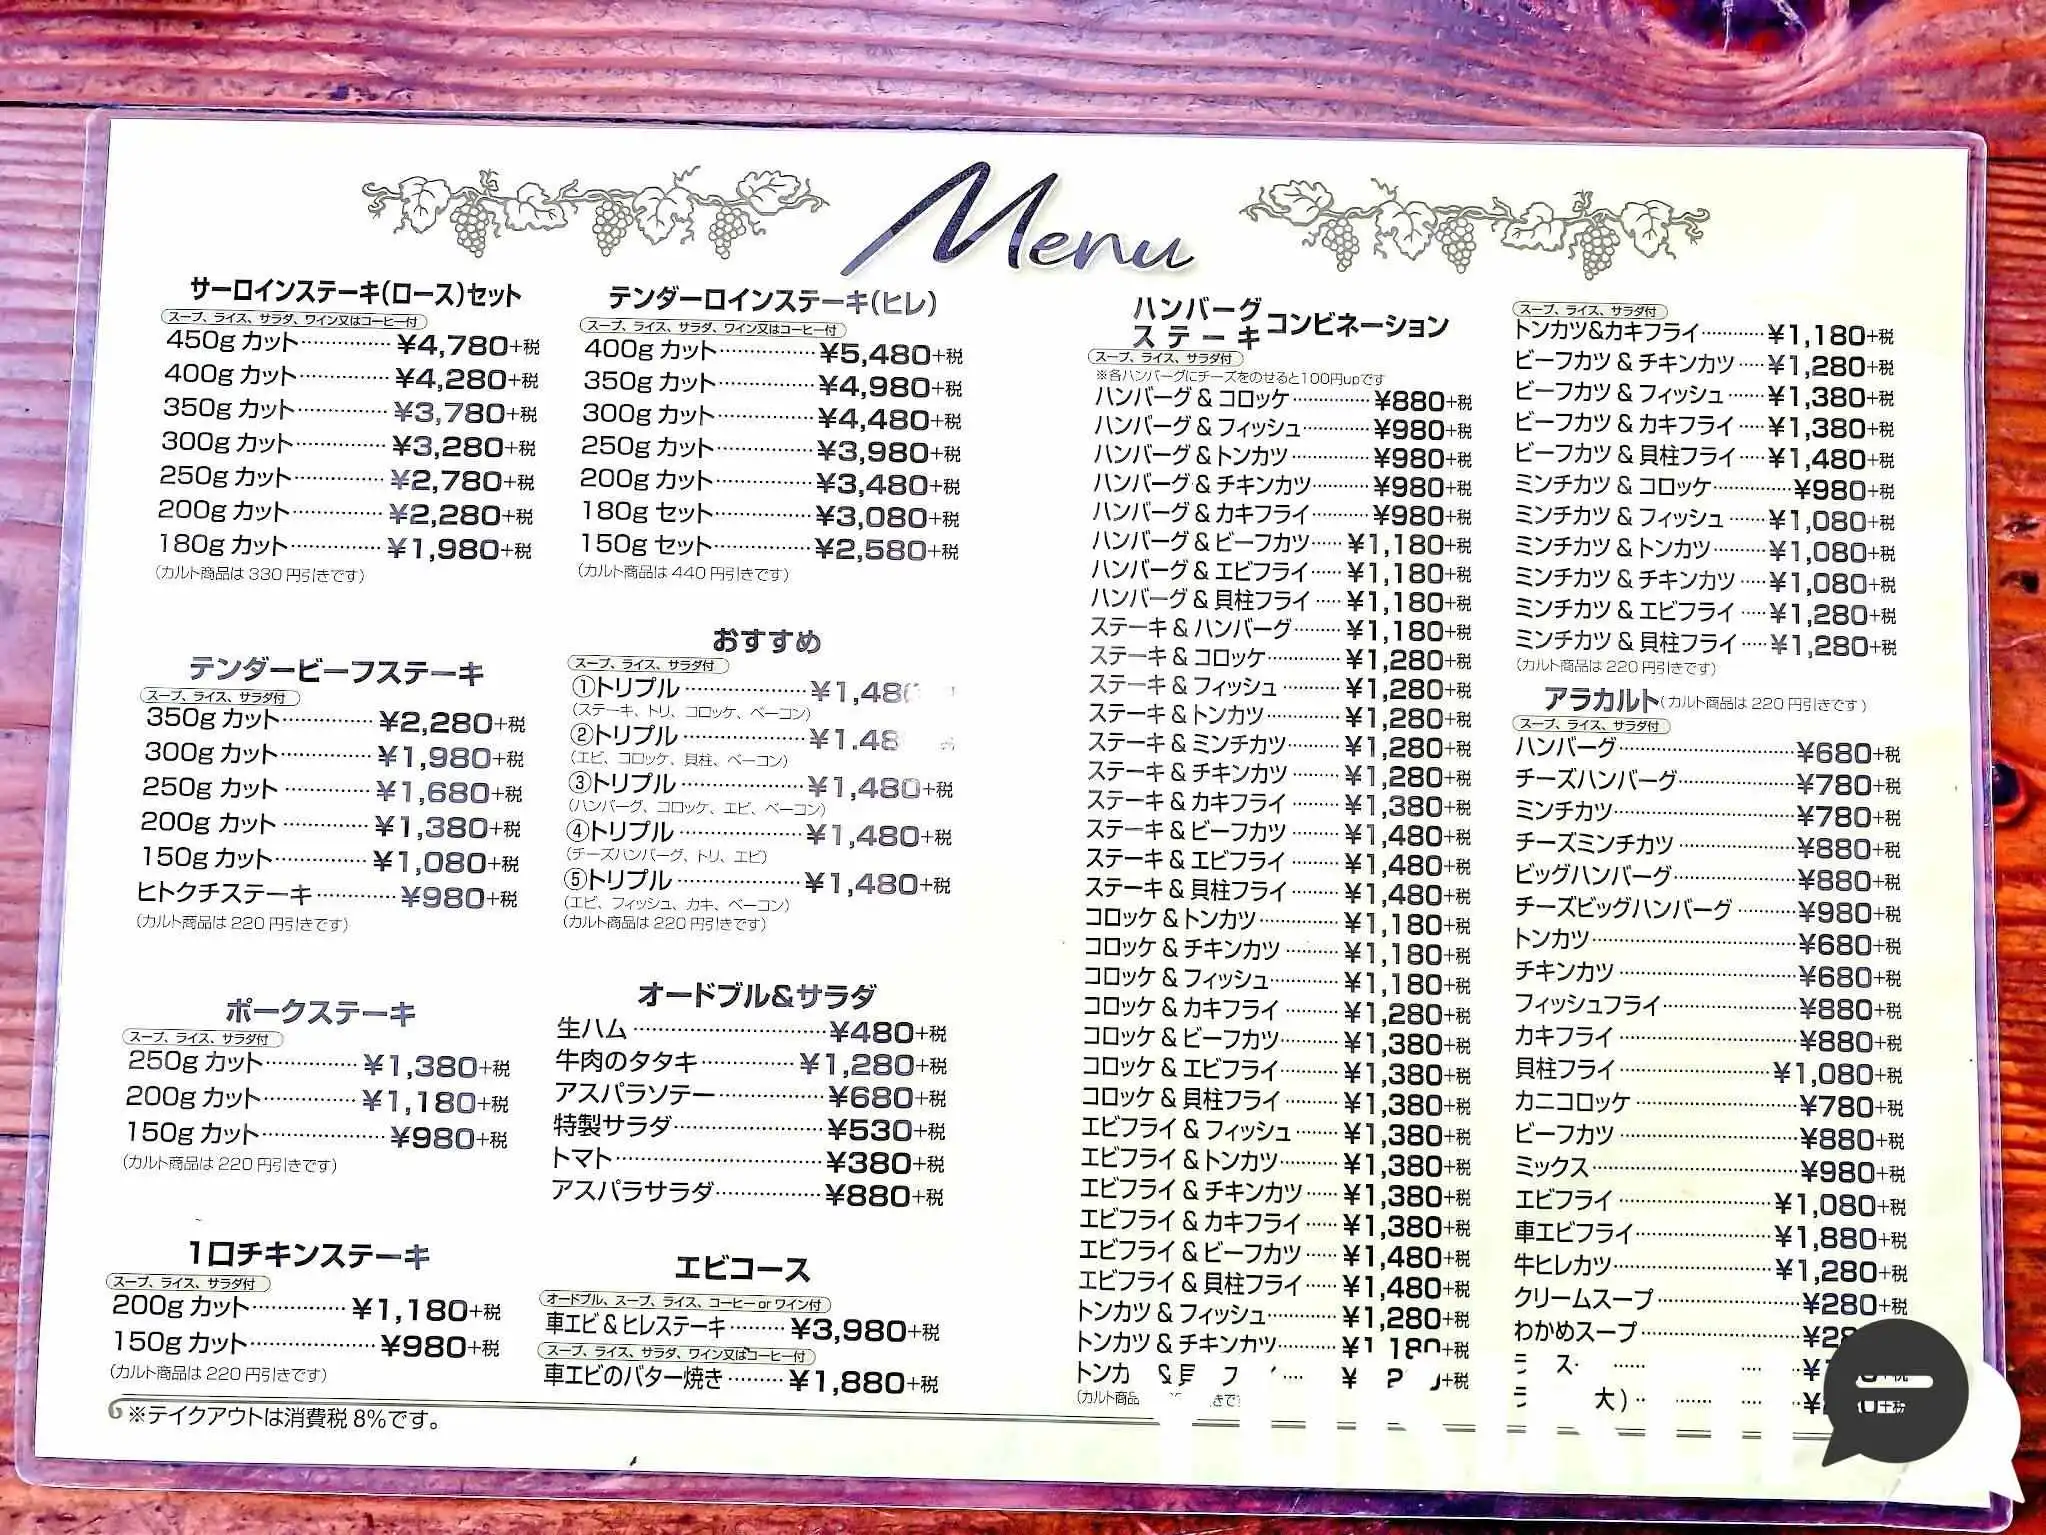 Menu
サーロインステーキ(ロース)セット
スープ、ライス、サラダ、ワイン又はコーヒー付
450g カット ¥4,780+税
400g カット ¥4,280+税
350g カット ¥3,780+税
300g カット ¥3,280+税
250g カット ¥2,780+税
200g カット ¥2,280+税
180g カット ¥1,980+税
(カルト商品は 330 円引きです)
テンダービーフステーキ
スープ、ライス、サラダ付
350g カット ¥2,280+税
300g カット ¥1,980+税
250g カット ¥1,680+税
200g カット ¥1,380+税
150g カット ¥1,080+税
ヒトクチステーキ ¥980+税
(カルト商品は 220 円引きです)
ポークステーキ
スープ、ライス、サラダ付
250g カット ¥1,380+税
200g カット ¥1,180+税
150g カット ¥980+税
(カルト商品は 220 円引きです)
1口チキンステーキ
スープ、ライス、サラダ付
200g カット ¥1,180+税
150g カット ¥980+税
(カルト商品は 220 円引きです)
※テイクアウトは消費税 8%です。
テンダーロインステーキ(ヒレ)
スープ、ライス、サラダ、ワイン又はコーヒー付
400g カット ¥5,480+税
350g カット ¥4,980+税
300g カット ¥4,480+税
250g カット ¥3,980+税
200g カット ¥3,480+税
180g セット ¥3,080+税
150g セット ¥2,580+税
(カルト商品は 440 円引きです)
おすすめ
スープ、ライス、サラダ付
①トリプル
(ステーキ、トリ、コロッケ、ベーコン)
②トリプル
(エビ、コロッケ、貝柱、ベーコン)
③トリプル ¥1,480+税
(ハンバーグ、コロッケ、エビ、ベーコン)
④トリプル ¥1,480+税
(チーズハンバーグ、トリ、エビ)
⑤トリプル ¥1,480+税
(エビ、フィッシュ、カキ、ベーコン)
(カルト商品は 220 円引きです)
オードブル&サラダ
生ハム ¥480+税
牛肉のタタキ ¥1,280+税
アスパラソテー ¥680+税
特製サラダ ¥530+税
トマト ¥380+税
アスパラサラダ ¥880+税
エビコース
オードブル、スープ、ライス、コーヒー or ワイン付
車エビ & ヒレステーキ ¥3,980+税
スープ、ライス、サラダ、ワイン又はコーヒー付
車エビのバター焼き ¥1,880+税
ハンバーグ
ステーキ コンビネーション
スープ、ライス、サラダ付
※各ハンバーグにチーズをのせると100円upです
ハンバーグ & コロッケ ¥880+税
ハンバーグ & フィッシュ ¥980+税
ハンバーグ & トンカツ ¥980+税
ハンバーグ & チキンカツ ¥980+税
ハンバーグ & カキフライ ¥980+税
ハンバーグ & ビーフカツ ¥1,180+税
ハンバーグ & エビフライ ¥1,180+税
ハンバーグ & 貝柱フライ ¥1,180+税
ステーキ & ハンバーグ ¥1,180+税
ステーキ & コロッケ ¥1,280+税
ステーキ & フィッシュ ¥1,280+税
ステーキ & トンカツ ¥1,280+税
ステーキ & ミンチカツ ¥1,280+税
ステーキ & チキンカツ ¥1,280+税
ステーキ & カキフライ ¥1,380+税
ステーキ & ビーフカツ ¥1,480+税
ステーキ & エビフライ ¥1,480+税
ステーキ & 貝柱フライ ¥1,480+税
コロッケ & トンカツ ¥1,180+税
コロッケ & チキンカツ ¥1,180+税
コロッケ & フィッシュ ¥1,180+税
コロッケ & カキフライ ¥1,280+税
コロッケ & ビーフカツ ¥1,380+税
コロッケ & エビフライ ¥1,380+税
コロッケ & 貝柱フライ ¥1,380+税
エビフライ & フィッシュ ¥1,380+税
エビフライ & トンカツ ¥1,380+税
エビフライ & チキンカツ ¥1,380+税
エビフライ & カキフライ ¥1,380+税
エビフライ & ビーフカツ ¥1,480+税
エビフライ & 貝柱フライ ¥1,480+税
トンカツ & フィッシュ ¥1,280+税
トンカツ & チキンカツ ¥1,180+税
(カルト商品
スープ、ライス、サラダ付
トンカツ&カキフライ ¥1,180+税
ビーフカツ & チキンカツ ¥1,280+税
ビーフカツ & フィッシュ ¥1,380+税
ビーフカツ & カキフライ ¥1,380+税
ビーフカツ & 貝柱フライ ¥1,480+税
ミンチカツ & コロッケ ¥980+税
ミンチカツ & フィッシュ ¥1,080+税
ミンチカツ & トンカツ ¥1,080+税
ミンチカツ & チキンカツ ¥1,080+税
ミンチカツ & エビフライ ¥1,280+税
ミンチカツ & 貝柱フライ ¥1,280+税
(カルト商品は 220 円引きです)
アラカルト(カルト商品は 220 円引きです)
スープ、ライス、サラダ付
ハンバーグ ¥680+税
チーズハンバーグ ¥780+税
ミンチカツ ¥780+税
チーズミンチカツ ¥880+税
ビッグハンバーグ ¥880+税
チーズビッグハンバーグ ¥980+税
トンカツ ¥680+税
チキンカツ ¥680+税
フィッシュフライ ¥880+税
カキフライ ¥880+税
貝柱フライ ¥1,080+税
カニコロッケ ¥780+税
ビーフカツ ¥880+税
ミックス ¥980+税
エビフライ ¥1,080+税
車エビフライ ¥1,880+税
牛ヒレカツ ¥1,280+税
クリームスープ ¥280+税
わかめスープ